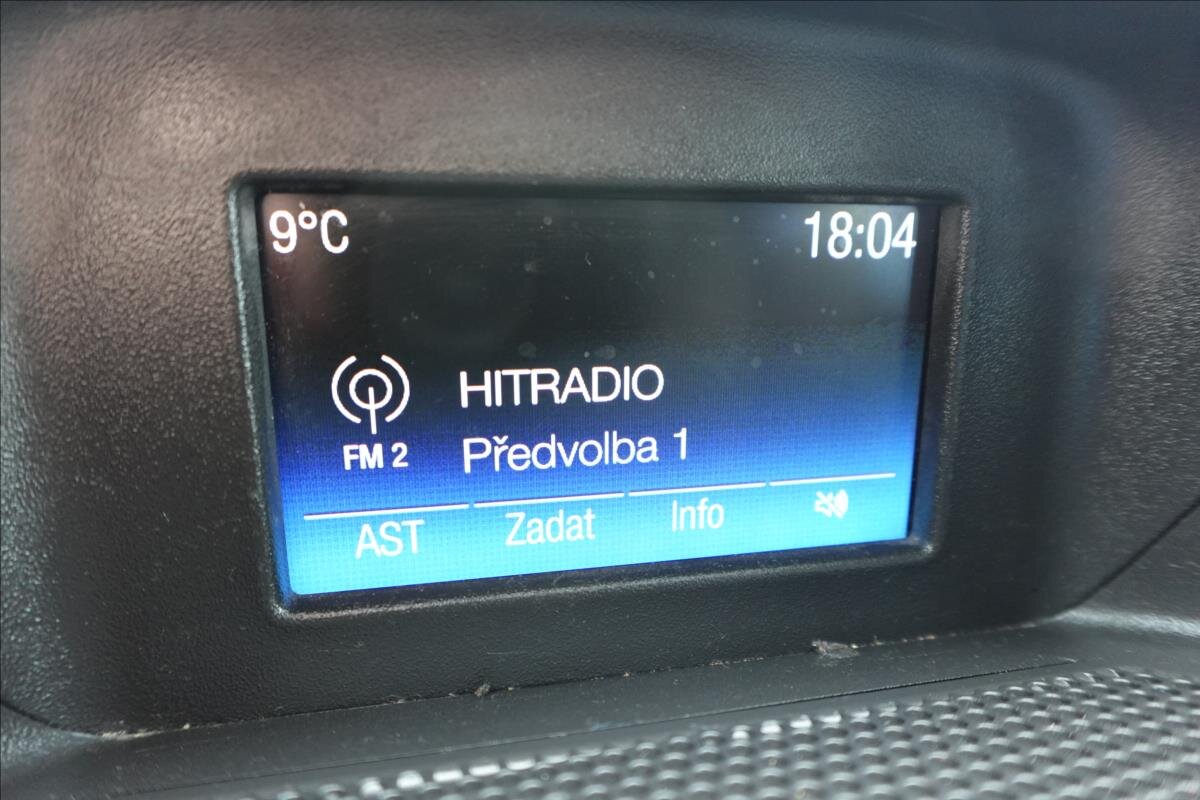 9°C
18:04
HITRADIO
FM 2
Předvolba 1
AST
Zadat
Info